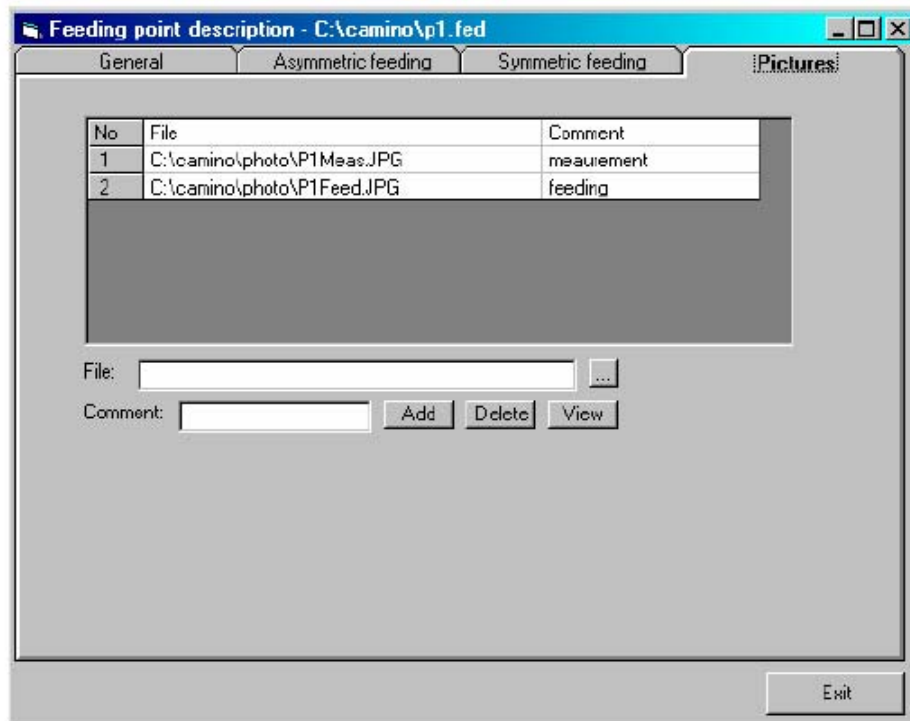 Feeding point description - C:\camino\p1.fed
General Asymmetric feeding Symmetric feeding Pictures
No File Comment
1 C:\camino\photo\P1Meas.JPG meaurement
2 C:\camino\photo\P1Feed.JPG feeding
File: ...
Comment: Add Delete View
Exit